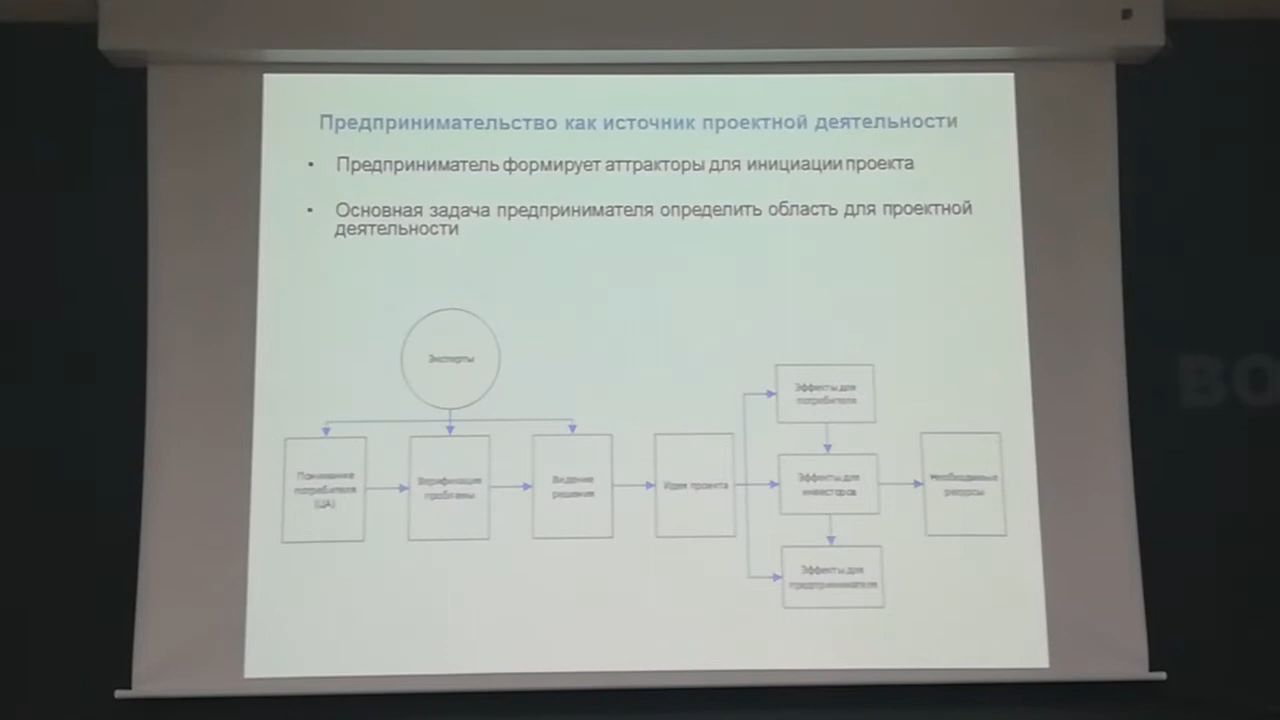 Предпринимательство как источник проектной деятельности
• Предприниматель формирует аттракторы для инициации проекта
• Основная задача предпринимателя определить область для проектной
деятельности
Эксперты
Понимание
потребителя
(ЦА)
Верификация
проблемы
Видение
решения
Идея проекта
Эффекты для
потребителя
Эффекты для
инвесторов
Эффекты для
предпринимателя
Необходимые
ресурсы
ВО